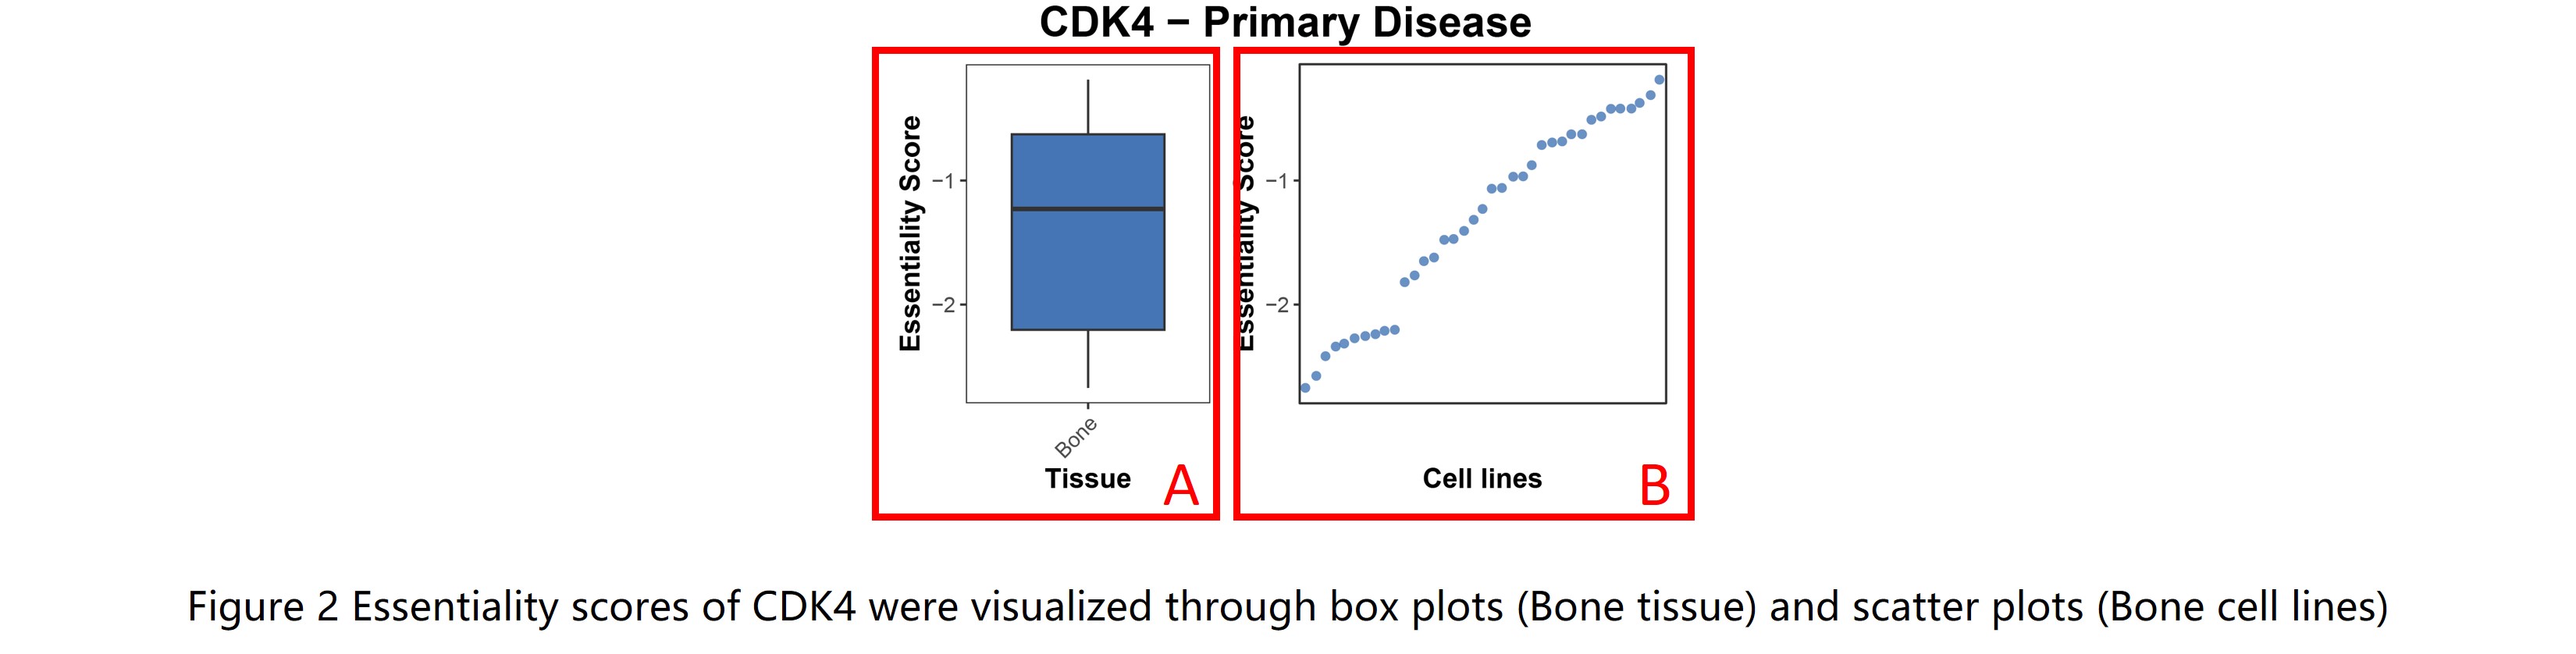 CDK4 – Primary Disease
Essentiality Score
−1
−2
Bone
Tissue
A
Essentiality Score
−1
−2
Cell lines
B
Figure 2 Essentiality scores of CDK4 were visualized through box plots (Bone tissue) and scatter plots (Bone cell lines)